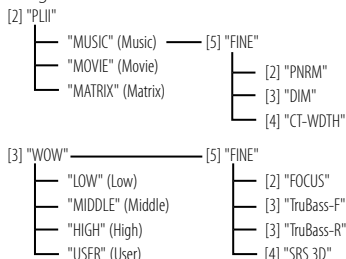 [2] "PLII"
"MUSIC" (Music) [5] "FINE"
"MOVIE" (Movie) [2] "PNRM"
"MATRIX" (Matrix) [3] "DIM"
[4] "CT-WDTH"
[3] "WOW" [5] "FINE"
"LOW" (Low) [2] "FOCUS"
"MIDDLE" (Middle) [3] "TruBass-F"
"HIGH" (High) [3] "TruBass-R"
"USER" (User) [4] "SRS 3D"